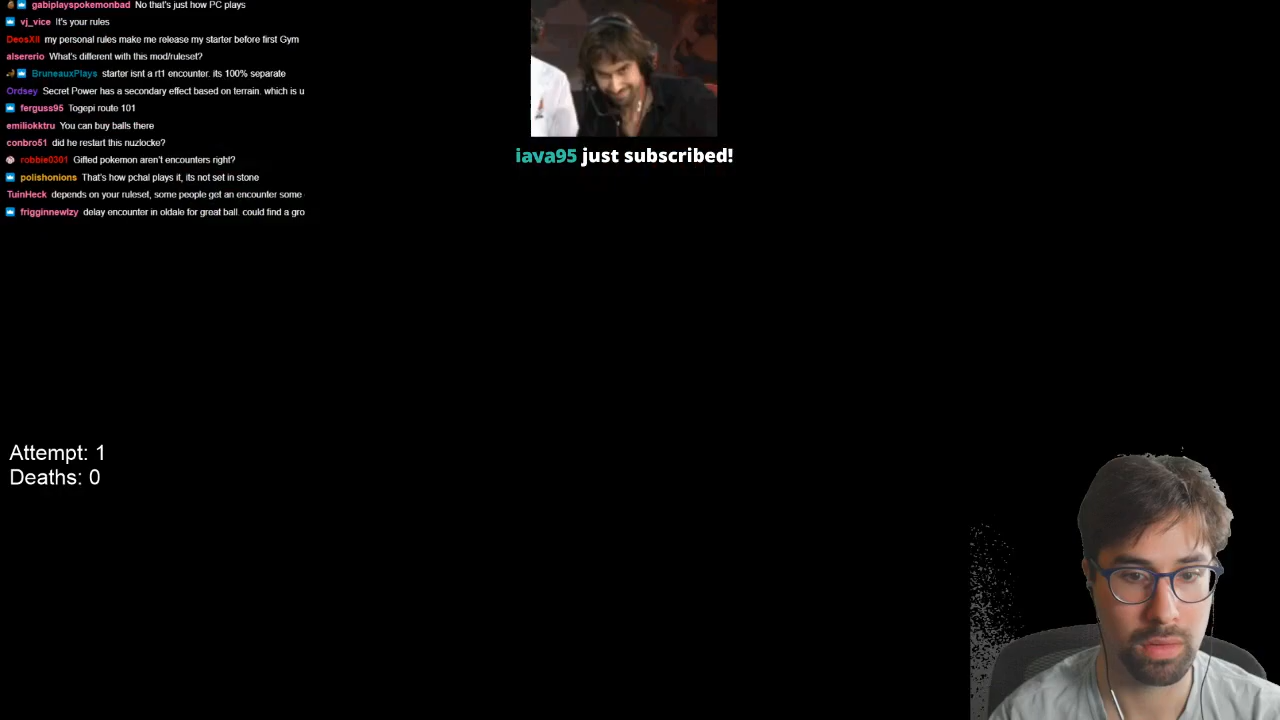 gabiplayspokemonbad No that's just how PC plays
vj_vice It's your rules
DeosXII my personal rules make me release my starter before first Gym
alsererio What's different with this mod/ruleset?
BruneauxPlays starter isnt a rt1 encounter. its 100% separate
Ordsey Secret Power has a secondary effect based on terrain. which is u
ferguss95 Togepi route 101
emiliokktru You can buy balls there
conbro51 did he restart this nuzlocke?
robbie0301 Gifted pokemon aren't encounters right?
polishonions That's how pchal plays it, its not set in stone
TuinHeck depends on your ruleset, some people get an encounter some
frigginnewlzy delay encounter in oldale for great ball. could find a gro
iava95 just subscribed!
Attempt: 1
Deaths: 0